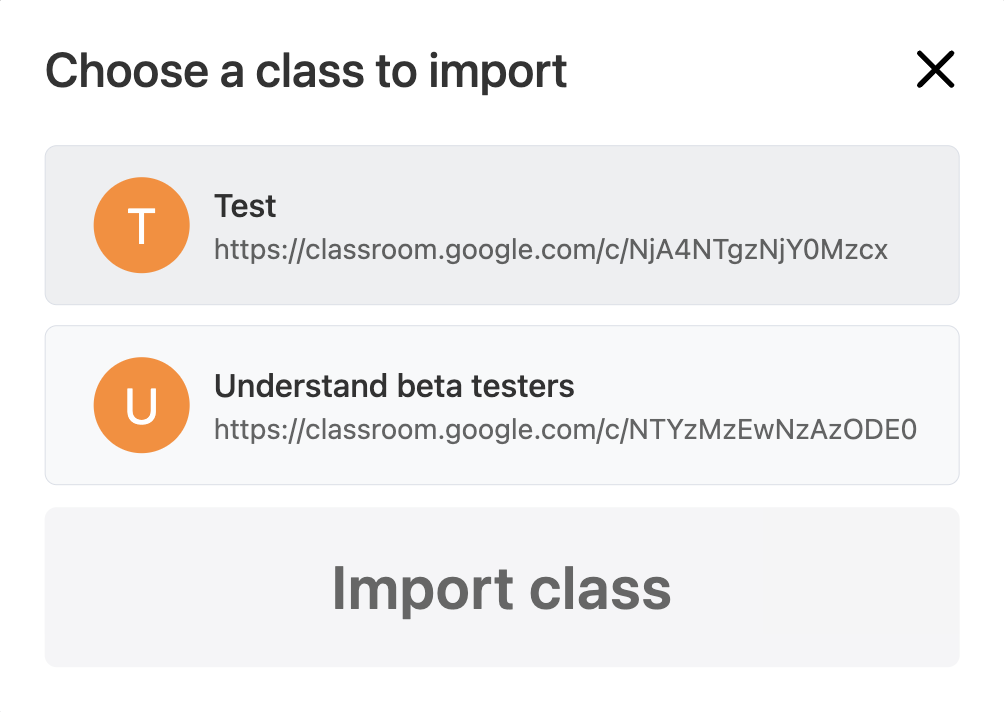 Choose a class to import
T
Test
https://classroom.google.com/c/NjA4NTgzNjY0Mzcx
U
Understand beta testers
https://classroom.google.com/c/NTYzMzEwNzAzODE0
Import class